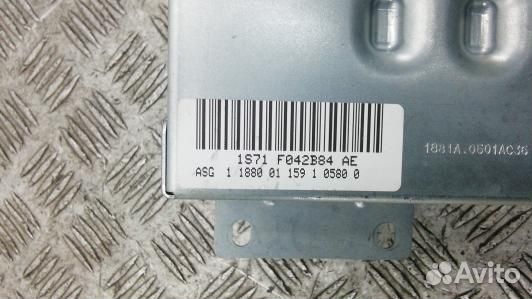 1S71 F042B84 AE
ASG 1 1880 01 159 1 0580 0
1881A.0601AC36
Avito